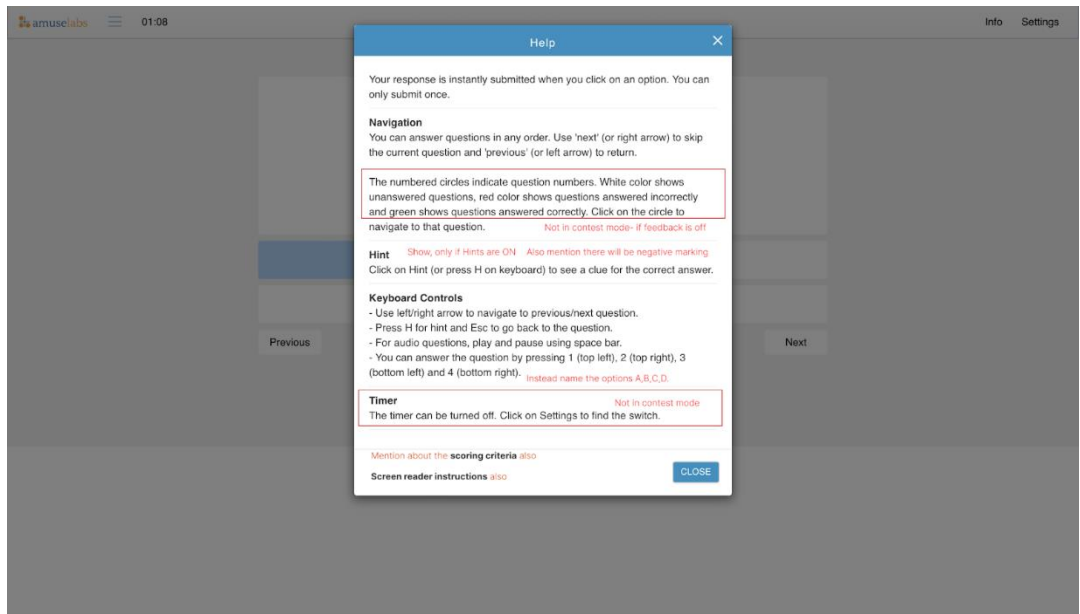 amuselabs 01:08 Info Settings
Help
Your response is instantly submitted when you click on an option. You can
only submit once.
Navigation
You can answer questions in any order. Use 'next' (or right arrow) to skip
the current question and 'previous' (or left arrow) to return.
The numbered circles indicate question numbers. White color shows
unanswered questions, red color shows questions answered incorrectly
and green shows questions answered correctly. Click on the circle to
navigate to that question. Not in contest mode- if feedback is off
Hint Show, only if Hints are ON Also mention there will be negative marking
Click on Hint (or press H on keyboard) to see a clue for the correct answer.
Keyboard Controls
- Use left/right arrow to navigate to previous/next question.
- Press H for hint and Esc to go back to the question.
- For audio questions, play and pause using space bar.
- You can answer the question by pressing 1 (top left), 2 (top right), 3
(bottom left) and 4 (bottom right). Instead name the options A,B,C,D.
Timer Not in contest mode
The timer can be turned off. Click on Settings to find the switch.
Mention about the scoring criteria also
Screen reader instructions also
CLOSE
Previous
Next